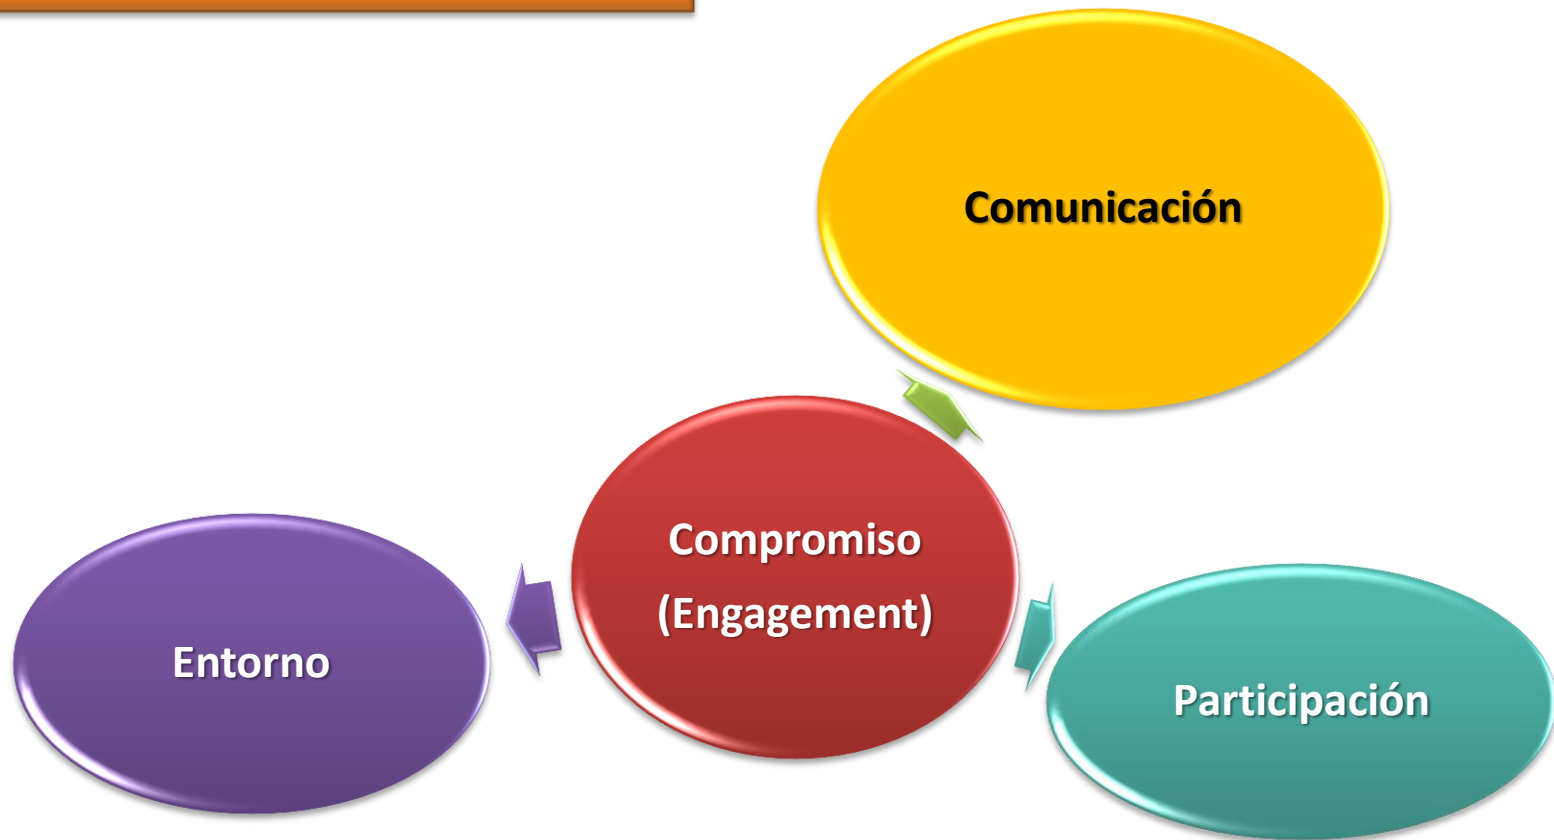 Comunicación
Compromiso
(Engagement)
Entorno
Participación